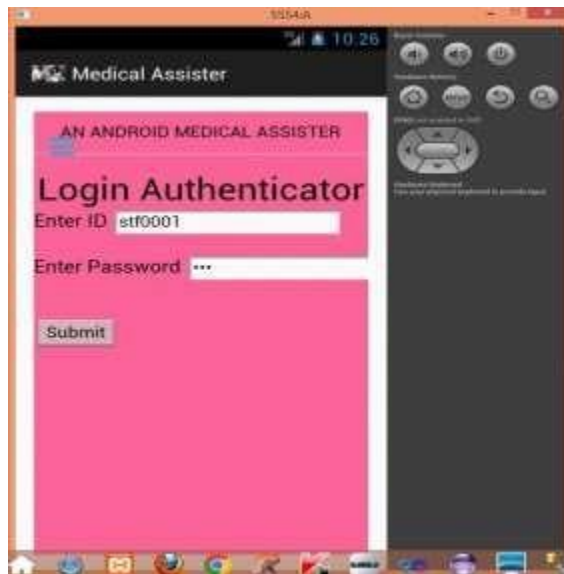 5554:A
10:26
Medical Assister
AN ANDROID MEDICAL ASSISTER
Login Authenticator
Enter ID stf0001
Enter Password •••
Submit